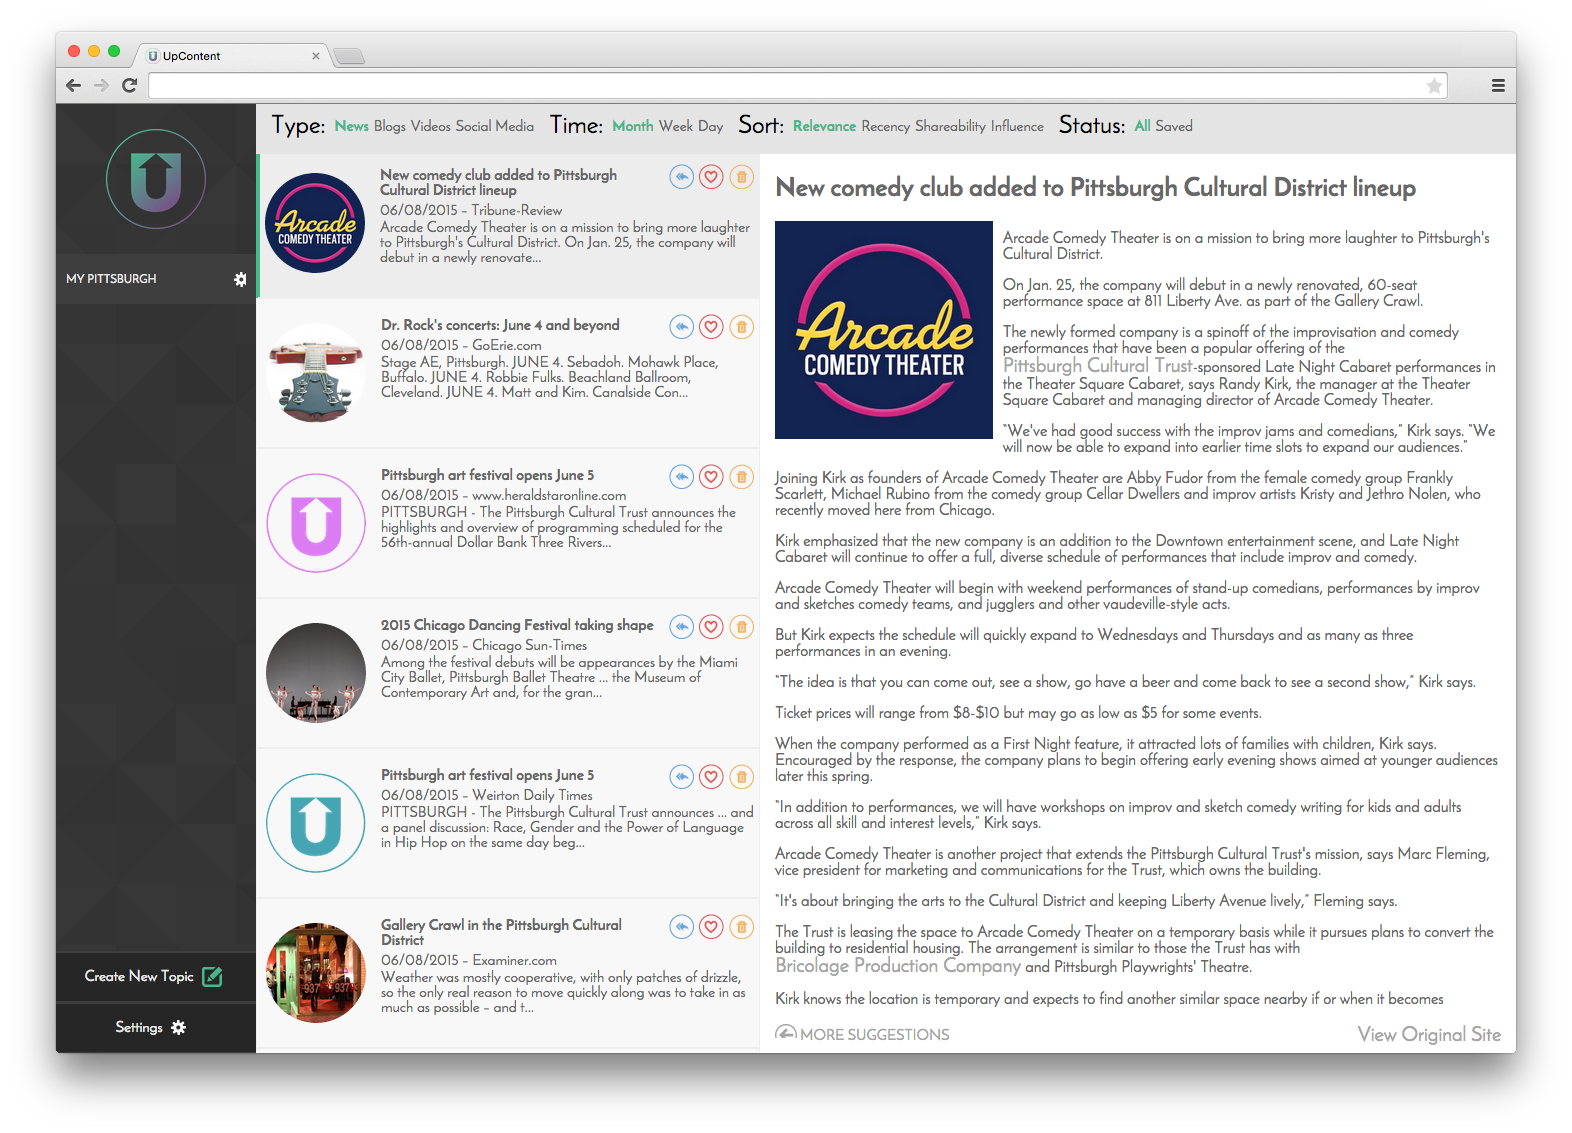 UpContent
Type: News Blogs Videos Social Media Time: Month Week Day Sort: Relevance Recency Shareability Influence Status: All Saved
MY PITTSBURGH
Create New Topic
Settings
Arcade
COMEDY THEATER
New comedy club added to Pittsburgh
Cultural District lineup
06/08/2015 - Tribune-Review
Arcade Comedy Theater is on a mission to bring more laughter
to Pittsburgh's Cultural District. On Jan. 25, the company will
debut in a newly renovate...
Dr. Rock's concerts: June 4 and beyond
06/08/2015 - GoErie.com
Stage AE, Pittsburgh. JUNE 4. Sebadoh. Mohawk Place,
Buffalo. JUNE 4. Robbie Fulks. Beachland Ballroom,
Cleveland. JUNE 4. Matt and Kim. Canalside Con...
Pittsburgh art festival opens June 5
06/08/2015 - www.heraldstaronline.com
PITTSBURGH - The Pittsburgh Cultural Trust announces the
highlights and overview of programming scheduled for the
56th-annual Dollar Bank Three Rivers...
2015 Chicago Dancing Festival taking shape
06/08/2015 - Chicago Sun-Times
Among the festival debuts will be appearances by the Miami
City Ballet, Pittsburgh Ballet Theatre ... the Museum of
Contemporary Art and, for the gran...
Pittsburgh art festival opens June 5
06/08/2015 - Weirton Daily Times
PITTSBURGH - The Pittsburgh Cultural Trust announces ... and
a panel discussion: Race, Gender and the Power of Language
in Hip Hop on the same day beg...
Gallery Crawl in the Pittsburgh Cultural
District
06/08/2015 - Examiner.com
Weather was mostly cooperative, with only patches of drizzle,
so the only real reason to move quickly along was to take in as
much as possible – and t...
New comedy club added to Pittsburgh Cultural District lineup
Arcade
COMEDY THEATER
Arcade Comedy Theater is on a mission to bring more laughter to Pittsburgh's
Cultural District.
On Jan. 25, the company will debut in a newly renovated, 60-seat
performance space at 811 Liberty Ave. as part of the Gallery Crawl.
The newly formed company is a spinoff of the improvisation and comedy
performances that have been a popular offering of the
Pittsburgh Cultural Trust-sponsored Late Night Cabaret performances in
the Theater Square Cabaret, says Randy Kirk, the manager at the Theater
Square Cabaret and managing director of Arcade Comedy Theater.
“We've had good success with the improv jams and comedians,” Kirk says. “We
will now be able to expand into earlier time slots to expand our audiences.”
Joining Kirk as founders of Arcade Comedy Theater are Abby Fudor from the female comedy group Frankly
Scarlett, Michael Rubino from the comedy group Cellar Dwellers and improv artists Kristy and Jethro Nolen, who
recently moved here from Chicago.
Kirk emphasized that the new company is an addition to the Downtown entertainment scene, and Late Night
Cabaret will continue to offer a full, diverse schedule of performances that include improv and comedy.
Arcade Comedy Theater will begin with weekend performances of stand-up comedians, performances by improv
and sketches comedy teams, and jugglers and other vaudeville-style acts.
But Kirk expects the schedule will quickly expand to Wednesdays and Thursdays and as many as three
performances in an evening.
“The idea is that you can come out, see a show, go have a beer and come back to see a second show,” Kirk says.
Ticket prices will range from $8-$10 but may go as low as $5 for some events.
When the company performed as a First Night feature, it attracted lots of families with children, Kirk says.
Encouraged by the response, the company plans to begin offering early evening shows aimed at younger audiences
later this spring.
“In addition to performances, we will have workshops on improv and sketch comedy writing for kids and adults
across all skill and interest levels,” Kirk says.
Arcade Comedy Theater is another project that extends the Pittsburgh Cultural Trust's mission, says Marc Fleming,
vice president for marketing and communications for the Trust, which owns the building.
“It's about bringing the arts to the Cultural District and keeping Liberty Avenue lively,” Fleming says.
The Trust is leasing the space to Arcade Comedy Theater on a temporary basis while it pursues plans to convert the
building to residential housing. The arrangement is similar to those the Trust has with
Bricolage Production Company and Pittsburgh Playwrights' Theatre.
Kirk knows the location is temporary and expects to find another similar space nearby if or when it becomes
MORE SUGGESTIONS
View Original Site